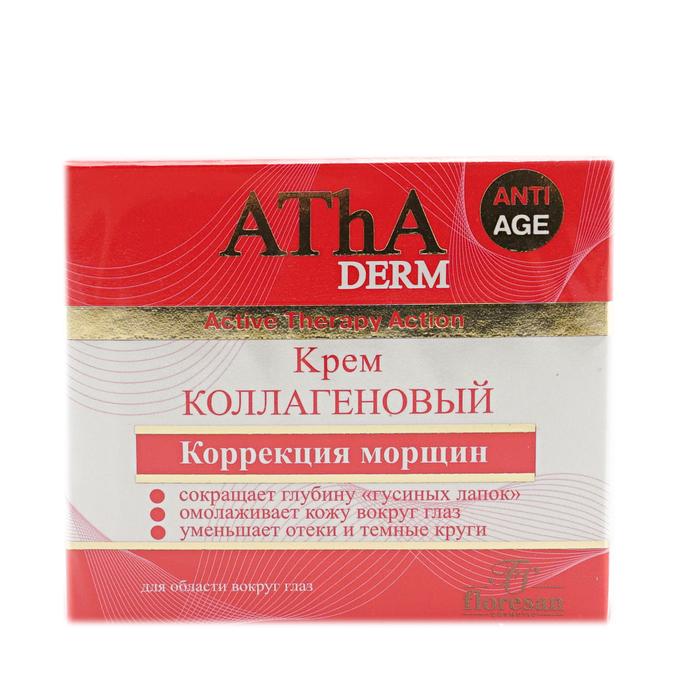 AThA
DERM
ANTI
AGE
Active Therapy Action
Крем
КОЛЛАГЕНОВЫЙ
Коррекция морщин
сокращает глубину «гусиных лапок»
омолаживает кожу вокруг глаз
уменьшает отеки и темные круги
для области вокруг глаз
floresan
COSMETIC